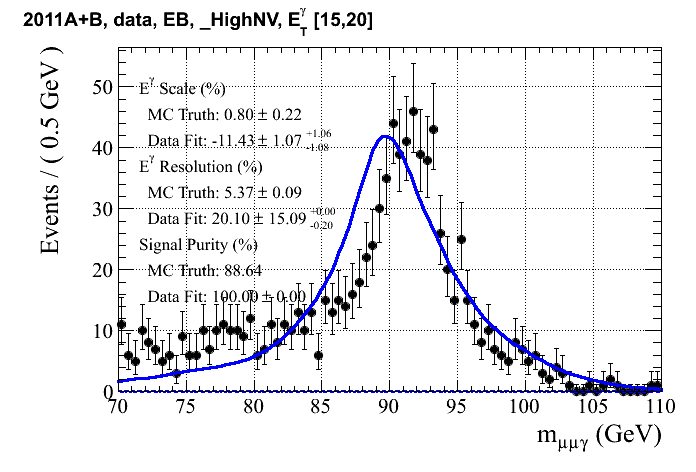 2011A+B, data, EB, _HighNV, E_T^γ [15,20]
Events / ( 0.5 GeV )
E^γ Scale (%)
MC Truth: 0.80 ± 0.22
Data Fit: -11.43 ± 1.07 +1.06 -1.08
E^γ Resolution (%)
MC Truth: 5.37 ± 0.09
Data Fit: 20.10 ± 15.09 +0.00 -0.20
Signal Purity (%)
MC Truth: 88.64
Data Fit: 100.00 ± 0.00
50
40
30
20
10
0
70 75 80 85 90 95 100 105 110
m_μμγ (GeV)